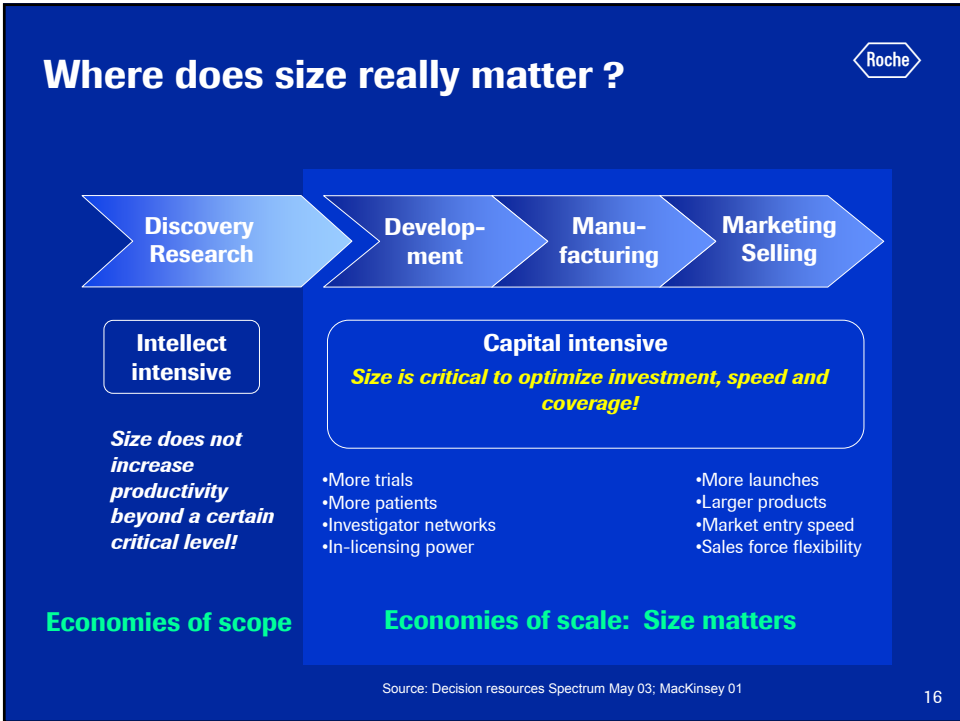 Where does size really matter ?
Roche
Discovery
Research
Develop-
ment
Manu-
facturing
Marketing
Selling
Intellect
intensive
Size does not
increase
productivity
beyond a certain
critical level!
Economies of scope
Capital intensive
Size is critical to optimize investment, speed and
coverage!
•More trials
•More patients
•Investigator networks
•In-licensing power
•More launches
•Larger products
•Market entry speed
•Sales force flexibility
Economies of scale: Size matters
Source: Decision resources Spectrum May 03; MacKinsey 01
16